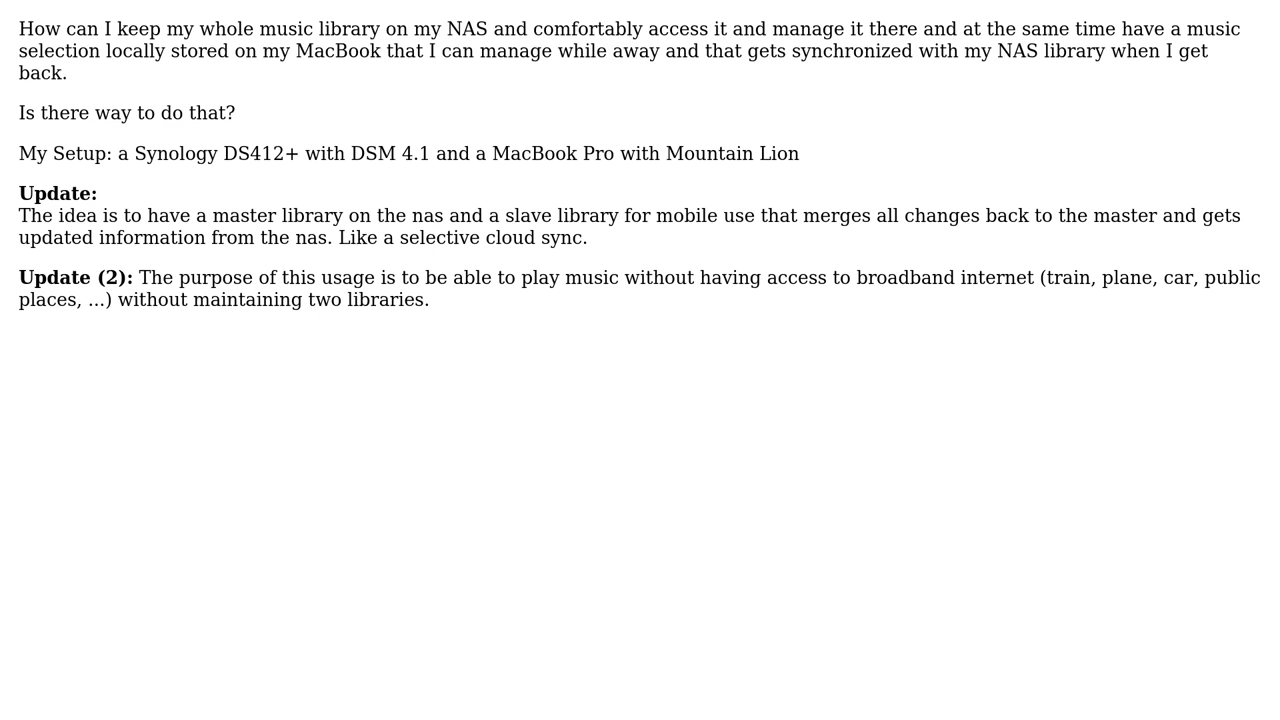 How can I keep my whole music library on my NAS and comfortably access it and manage it there and at the same time have a music
selection locally stored on my MacBook that I can manage while away and that gets synchronized with my NAS library when I get
back.
Is there way to do that?
My Setup: a Synology DS412+ with DSM 4.1 and a MacBook Pro with Mountain Lion
Update:
The idea is to have a master library on the nas and a slave library for mobile use that merges all changes back to the master and gets
updated information from the nas. Like a selective cloud sync.
Update (2): The purpose of this usage is to be able to play music without having access to broadband internet (train, plane, car, public
places, ...) without maintaining two libraries.